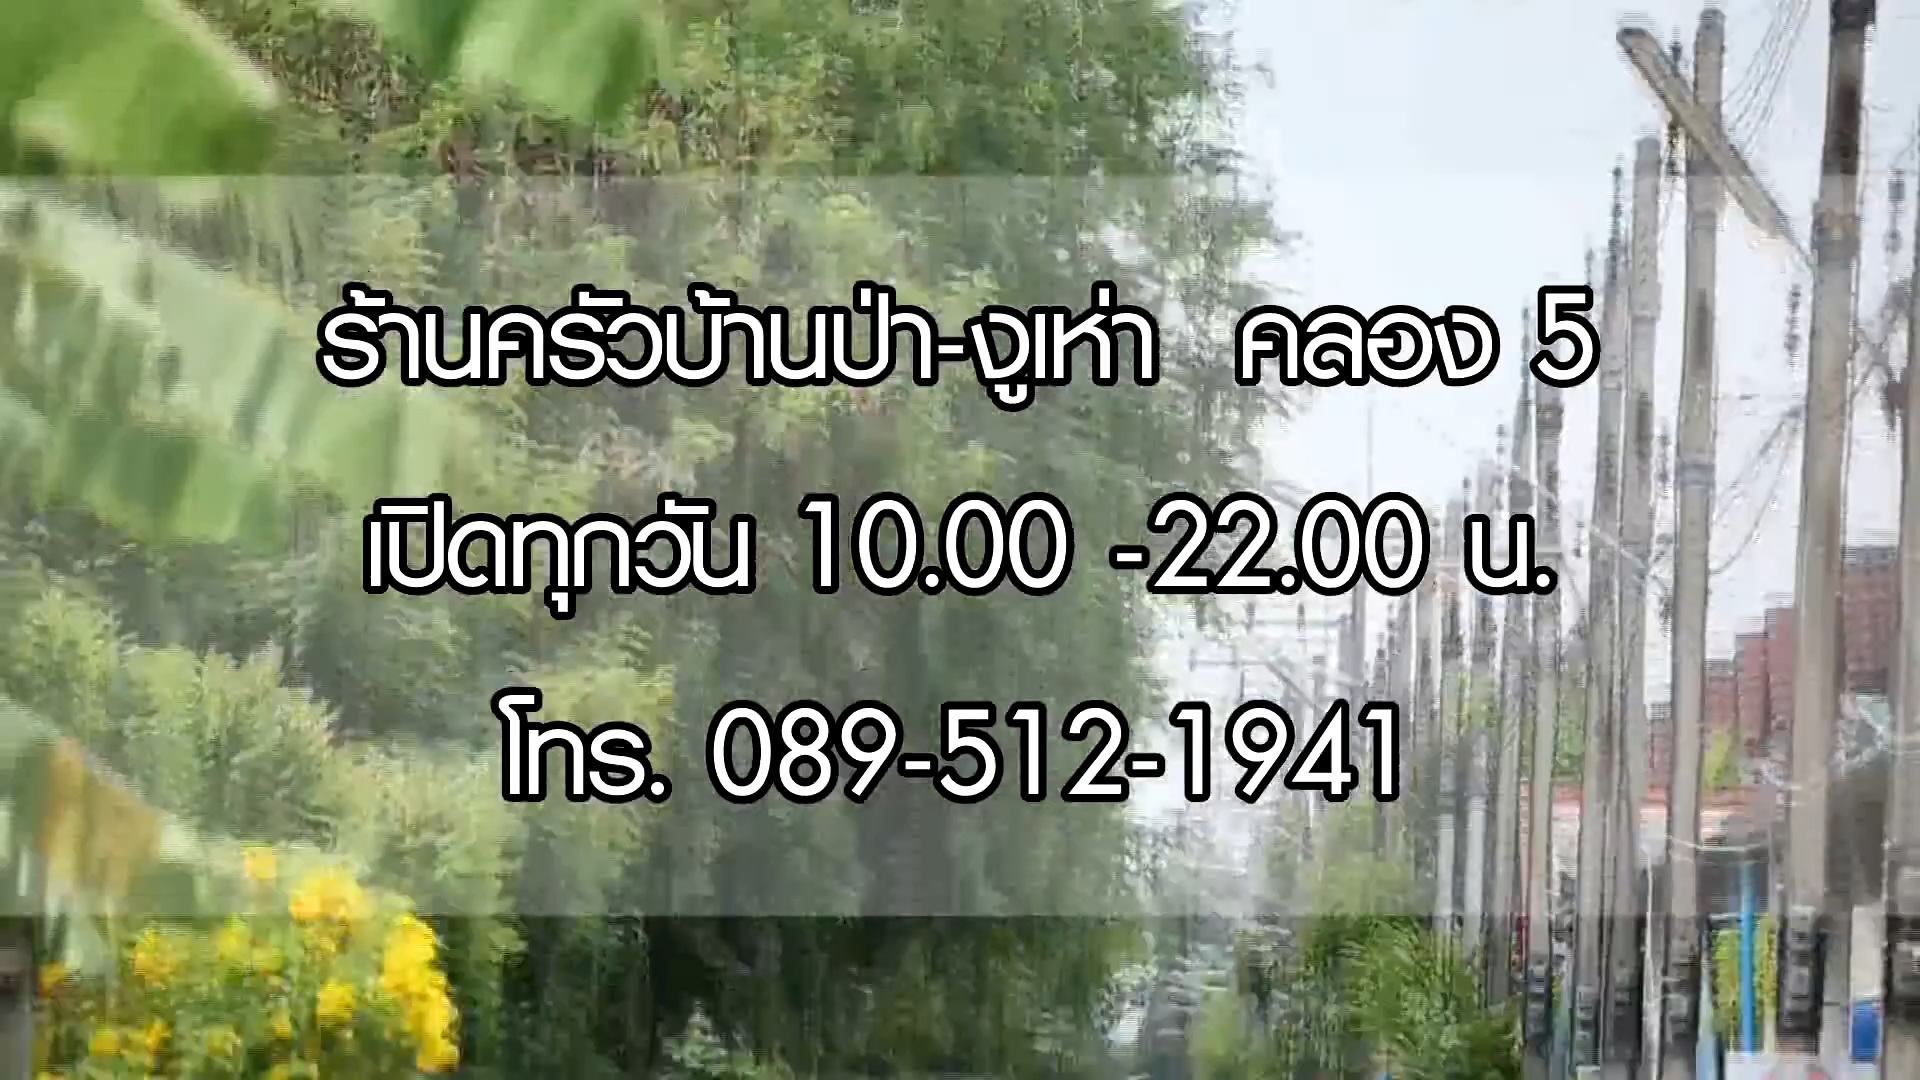 ร้านครัวบ้านป่า-งูเห่า คลอง 5
เปิดทุกวัน 10.00 -22.00 น.
โทร. 089-512-1941